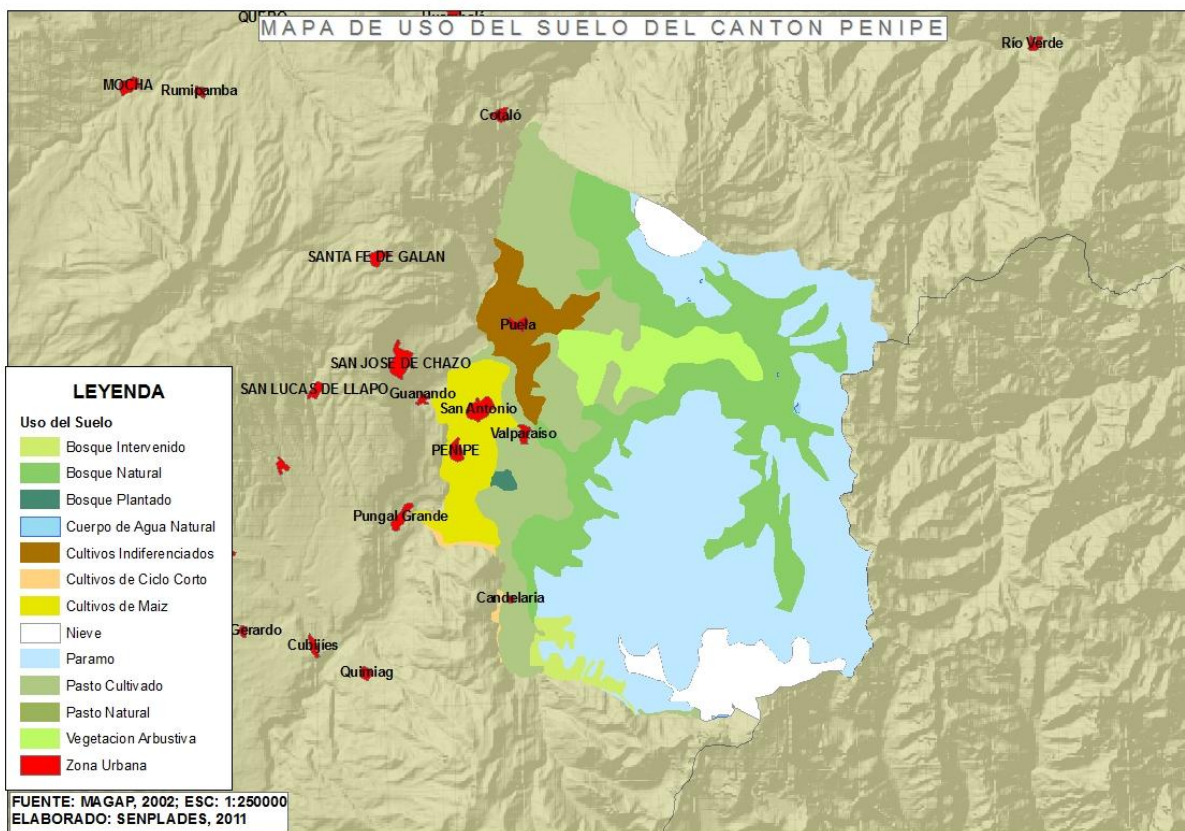 MAPA DE USO DEL SUELO DEL CANTON PENIPE
Río Verde
MOCHA
Rumipamba
Cotaló
SANTA FE DE GALAN
Puela
SAN JOSE DE CHAZO
SAN LUCAS DE LLAPO
Guanando
San Antonio
Valparaiso
PENIPE
Pungal Grande
Candelaria
Gerardo
Cubijíes
Quimiag
LEYENDA
Uso del Suelo
Bosque Intervenido
Bosque Natural
Bosque Plantado
Cuerpo de Agua Natural
Cultivos Indiferenciados
Cultivos de Ciclo Corto
Cultivos de Maiz
Nieve
Paramo
Pasto Cultivado
Pasto Natural
Vegetacion Arbustiva
Zona Urbana
FUENTE: MAGAP, 2002; ESC: 1:250000
ELABORADO: SENPLADES, 2011